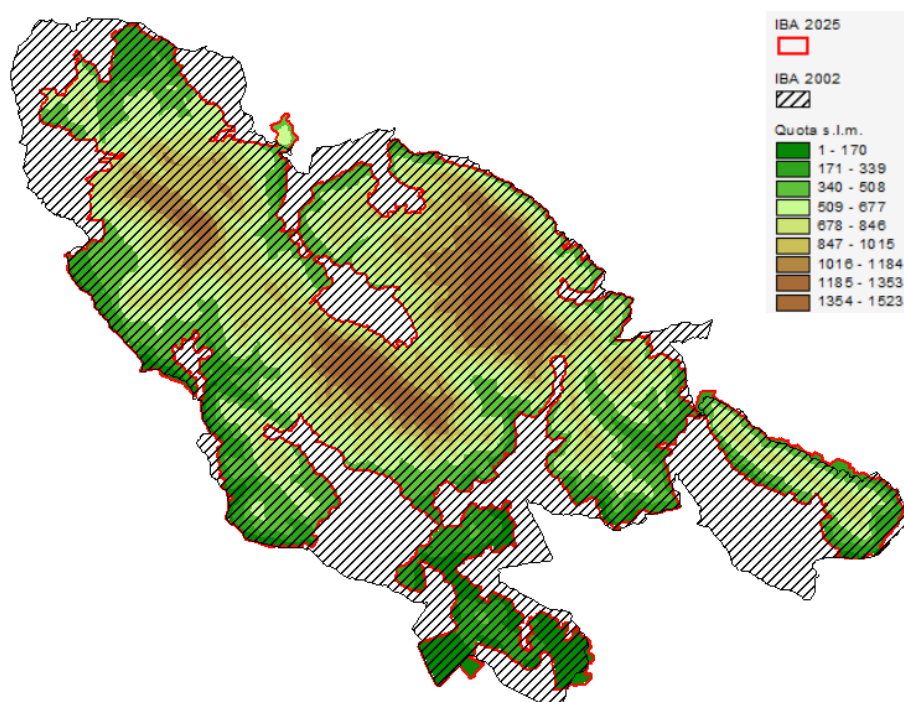 IBA 2025
IBA 2002
Quota s.l.m.
1 - 170
171 - 339
340 - 508
509 - 677
678 - 846
847 - 1015
1016 - 1184
1185 - 1353
1354 - 1523